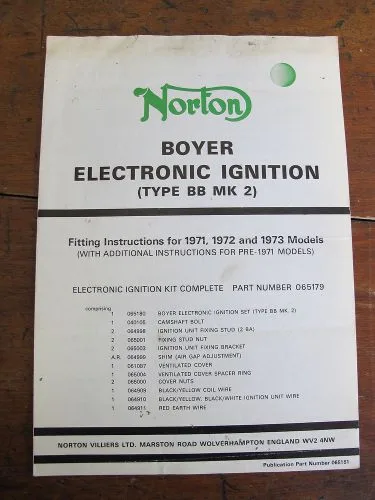 Norton
BOYER
ELECTRONIC IGNITION
(TYPE BB MK 2)
Fitting Instructions for 1971, 1972 and 1973 Models
(WITH ADDITIONAL INSTRUCTIONS FOR PRE-1971 MODELS)
ELECTRONIC IGNITION KIT COMPLETE PART NUMBER 065179
comprising
1 065180 BOYER ELECTRONIC IGNITION SET (TYPE BB MK. 2)
1 040105 CAMSHAFT BOLT
2 064998 IGNITION UNIT FIXING STUD (2 BA)
2 065001 FIXING STUD NUT
2 065003 IGNITION UNIT FIXING BRACKET
A.R. 064999 SHIM (AIR GAP ADJUSTMENT)
1 061087 VENTILATED COVER
1 065004 VENTILATED COVER SPACER RING
2 065000 COVER NUTS
1 064909 BLACK/YELLOW COIL WIRE
1 064910 BLACK/YELLOW, BLACK/WHITE IGNITION UNIT WIRE
1 064911 RED EARTH WIRE
NORTON VILLIERS LTD. MARSTON ROAD WOLVERHAMPTON ENGLAND WV2 4NW
Publication Part Number 065151